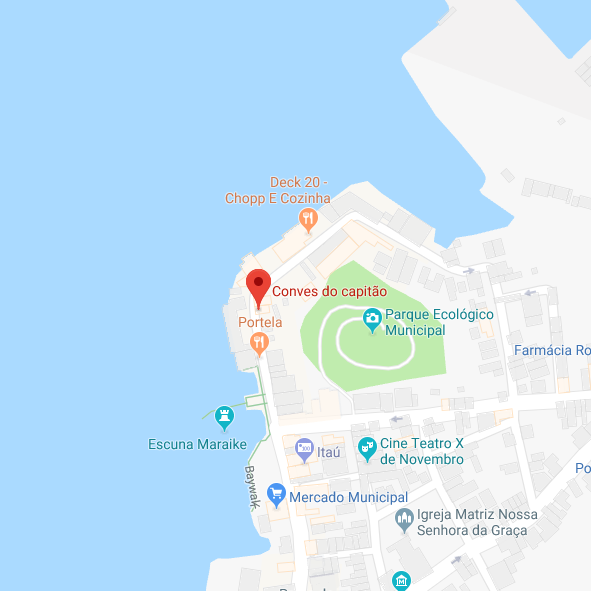 Deck 20 -
Chopp E Cozinha
Conves do capitão
Portela
Parque Ecológico
Municipal
Farmácia Ro
Escuna Maraike
Itaú
Cine Teatro X
de Novembro
Baywalk
Mercado Municipal
Po
Igreja Matriz Nossa
Senhora da Graça